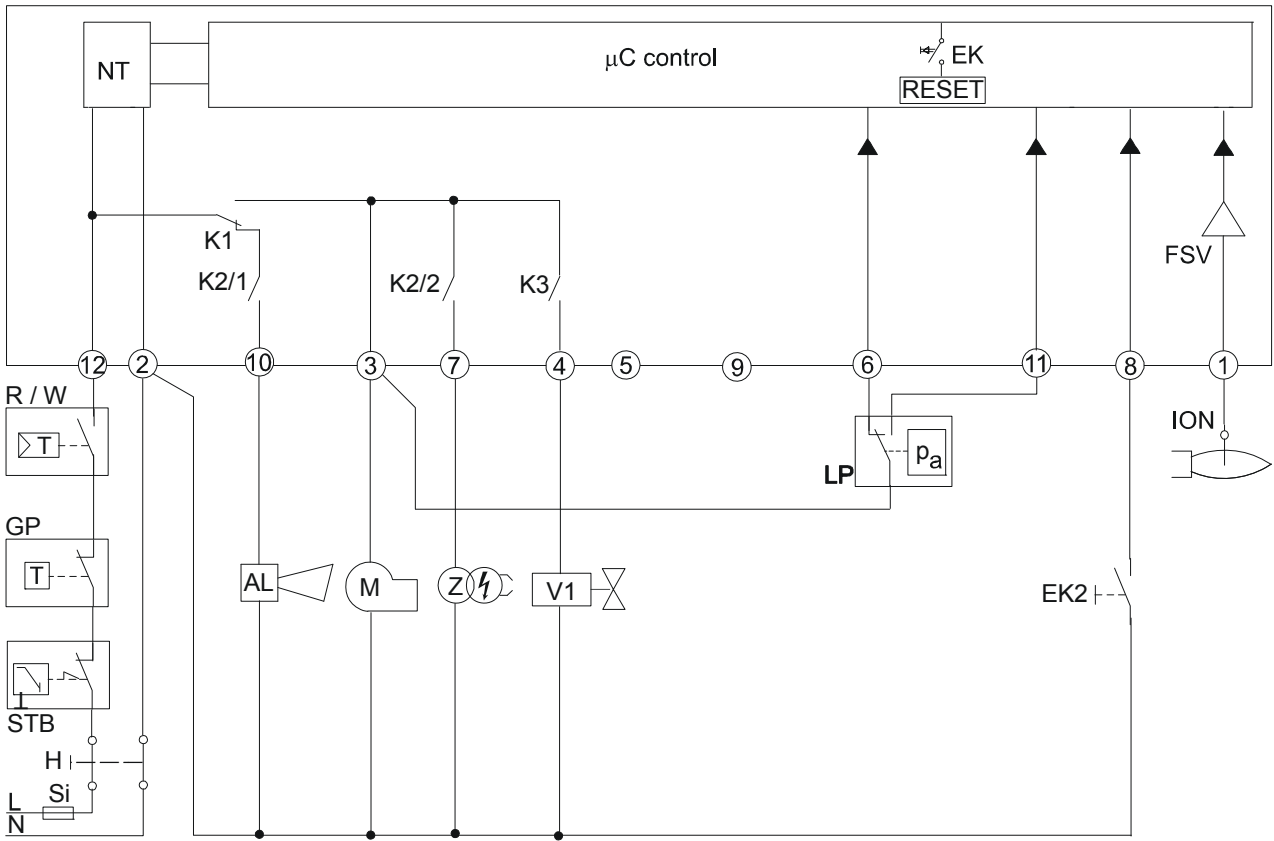 NT
μC control
EK
RESET
K1
K2/1
K2/2
K3
FSV
12
2
10
3
7
4
5
9
6
11
8
1
R / W
T
ION
LP
pa
GP
T
AL
M
Z
V1
EK2
STB
H
Si
L
N